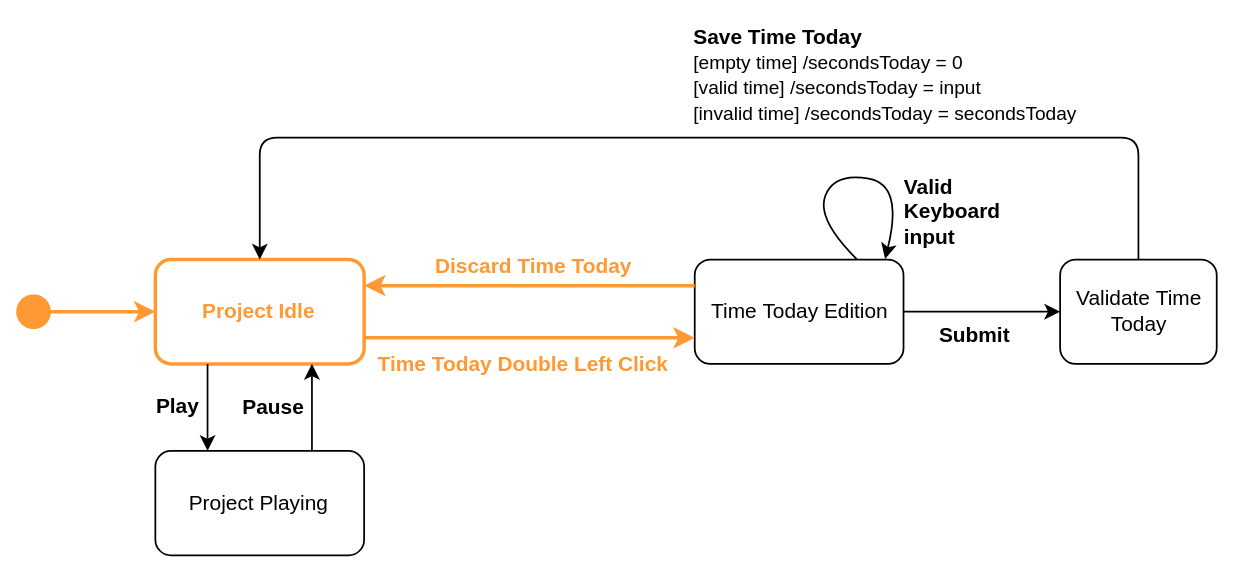 Save Time Today
[empty time] /secondsToday = 0
[valid time] /secondsToday = input
[invalid time] /secondsToday = secondsToday
Valid
Keyboard
input
Discard Time Today
Project Idle
Time Today Edition
Validate Time
Today
Submit
Time Today Double Left Click
Play
Pause
Project Playing